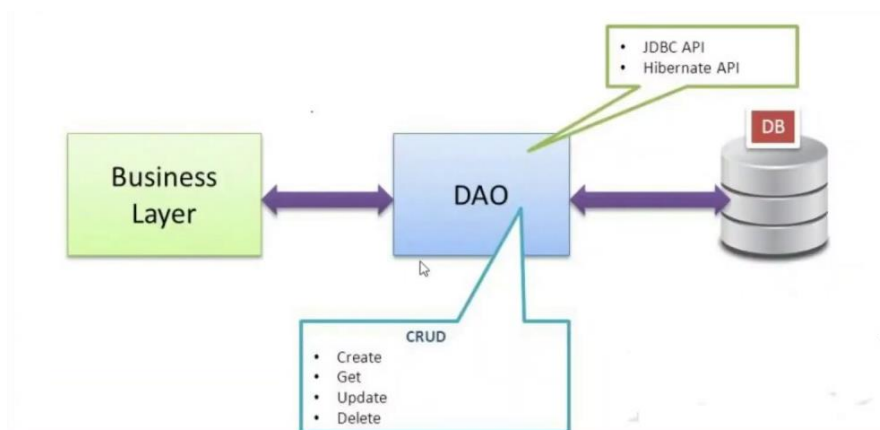 • JDBC API
• Hibernate API
DB
Business
Layer
DAO
CRUD
• Create
• Get
• Update
• Delete